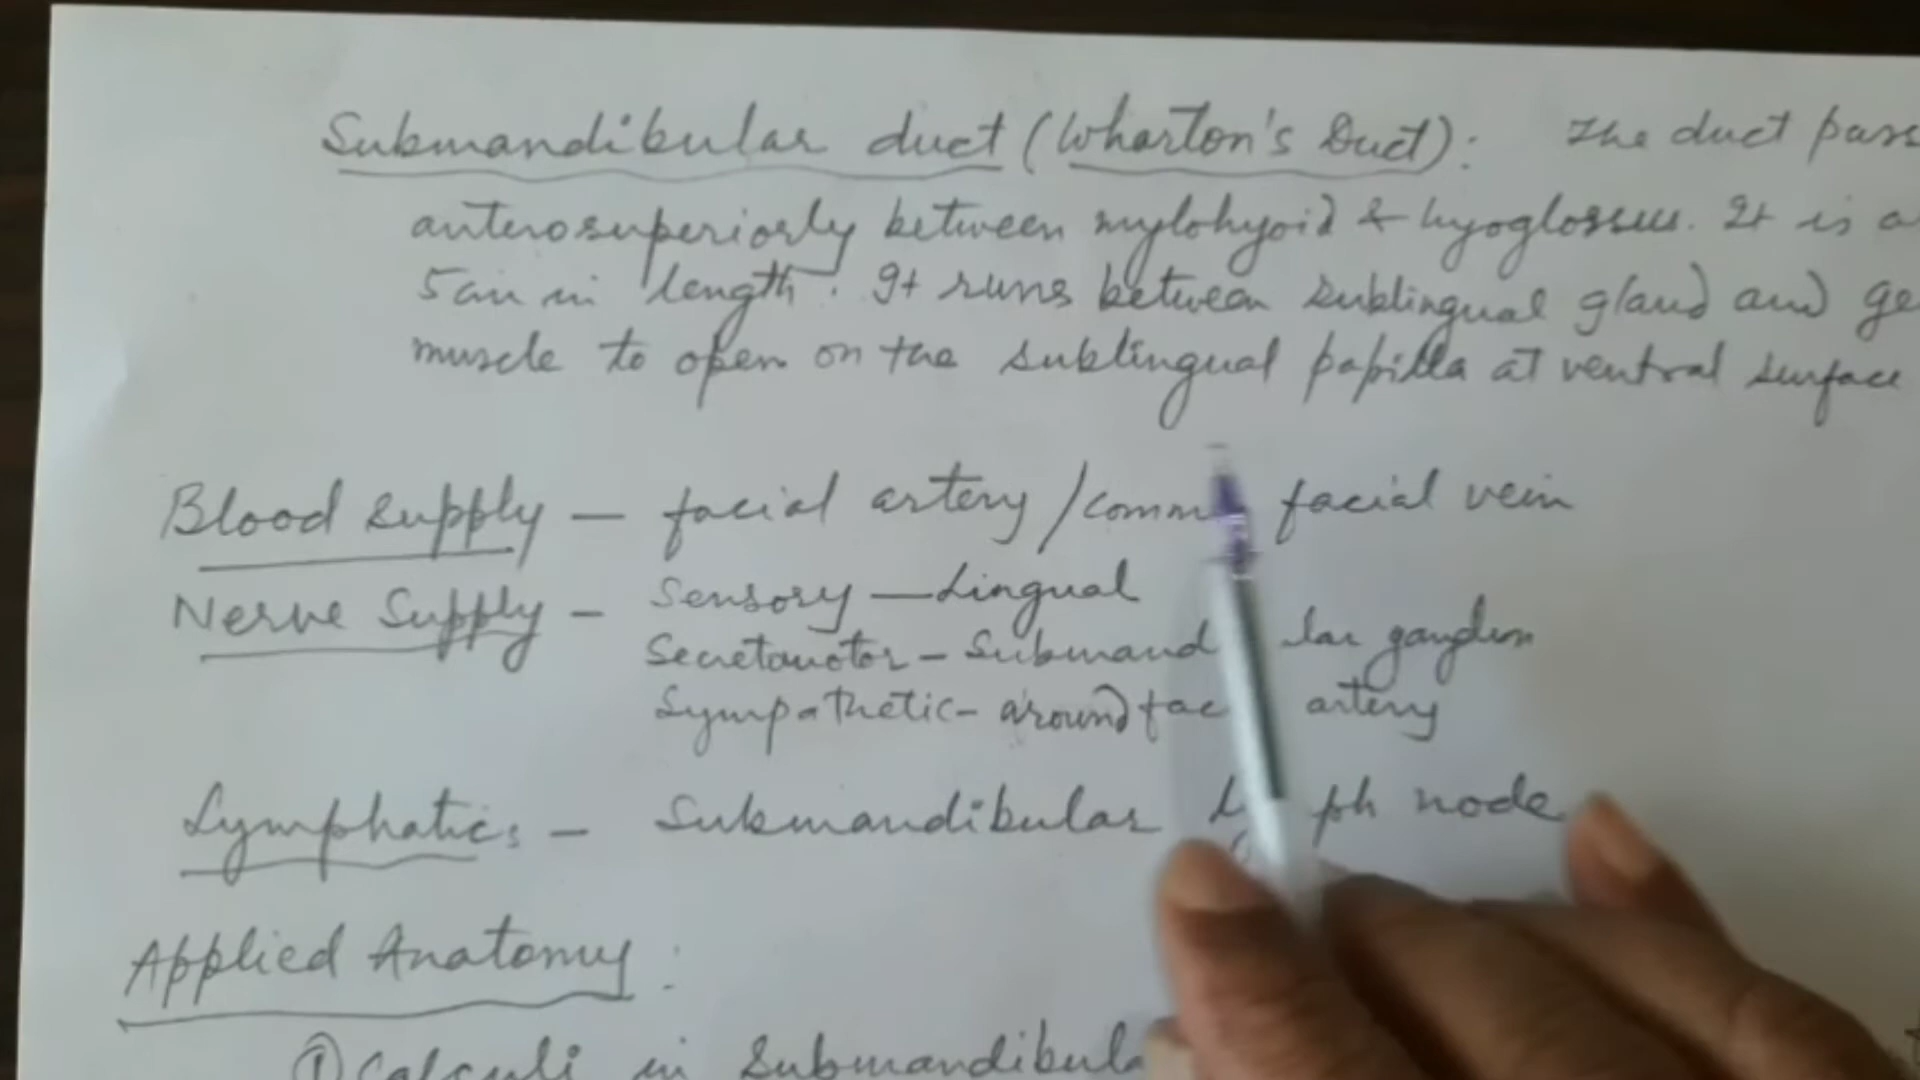 Submandibular duct (Wharton's Duct): The duct pass
anterosuperiorly between mylohyoid & hyoglossus. It is a
5cm in length. It runs between sublingual gland and ge
muscle to open on the sublingual papilla at ventral surface
Blood Supply — facial artery / comm facial vein
Nerve Supply – Sensory — Lingual
Secretomotor – Submand lar ganglion
Sympathetic – around fac artery
Lymphatics – Submandibular ly ph node
Applied Anatomy :
① Calculi in Submandibula